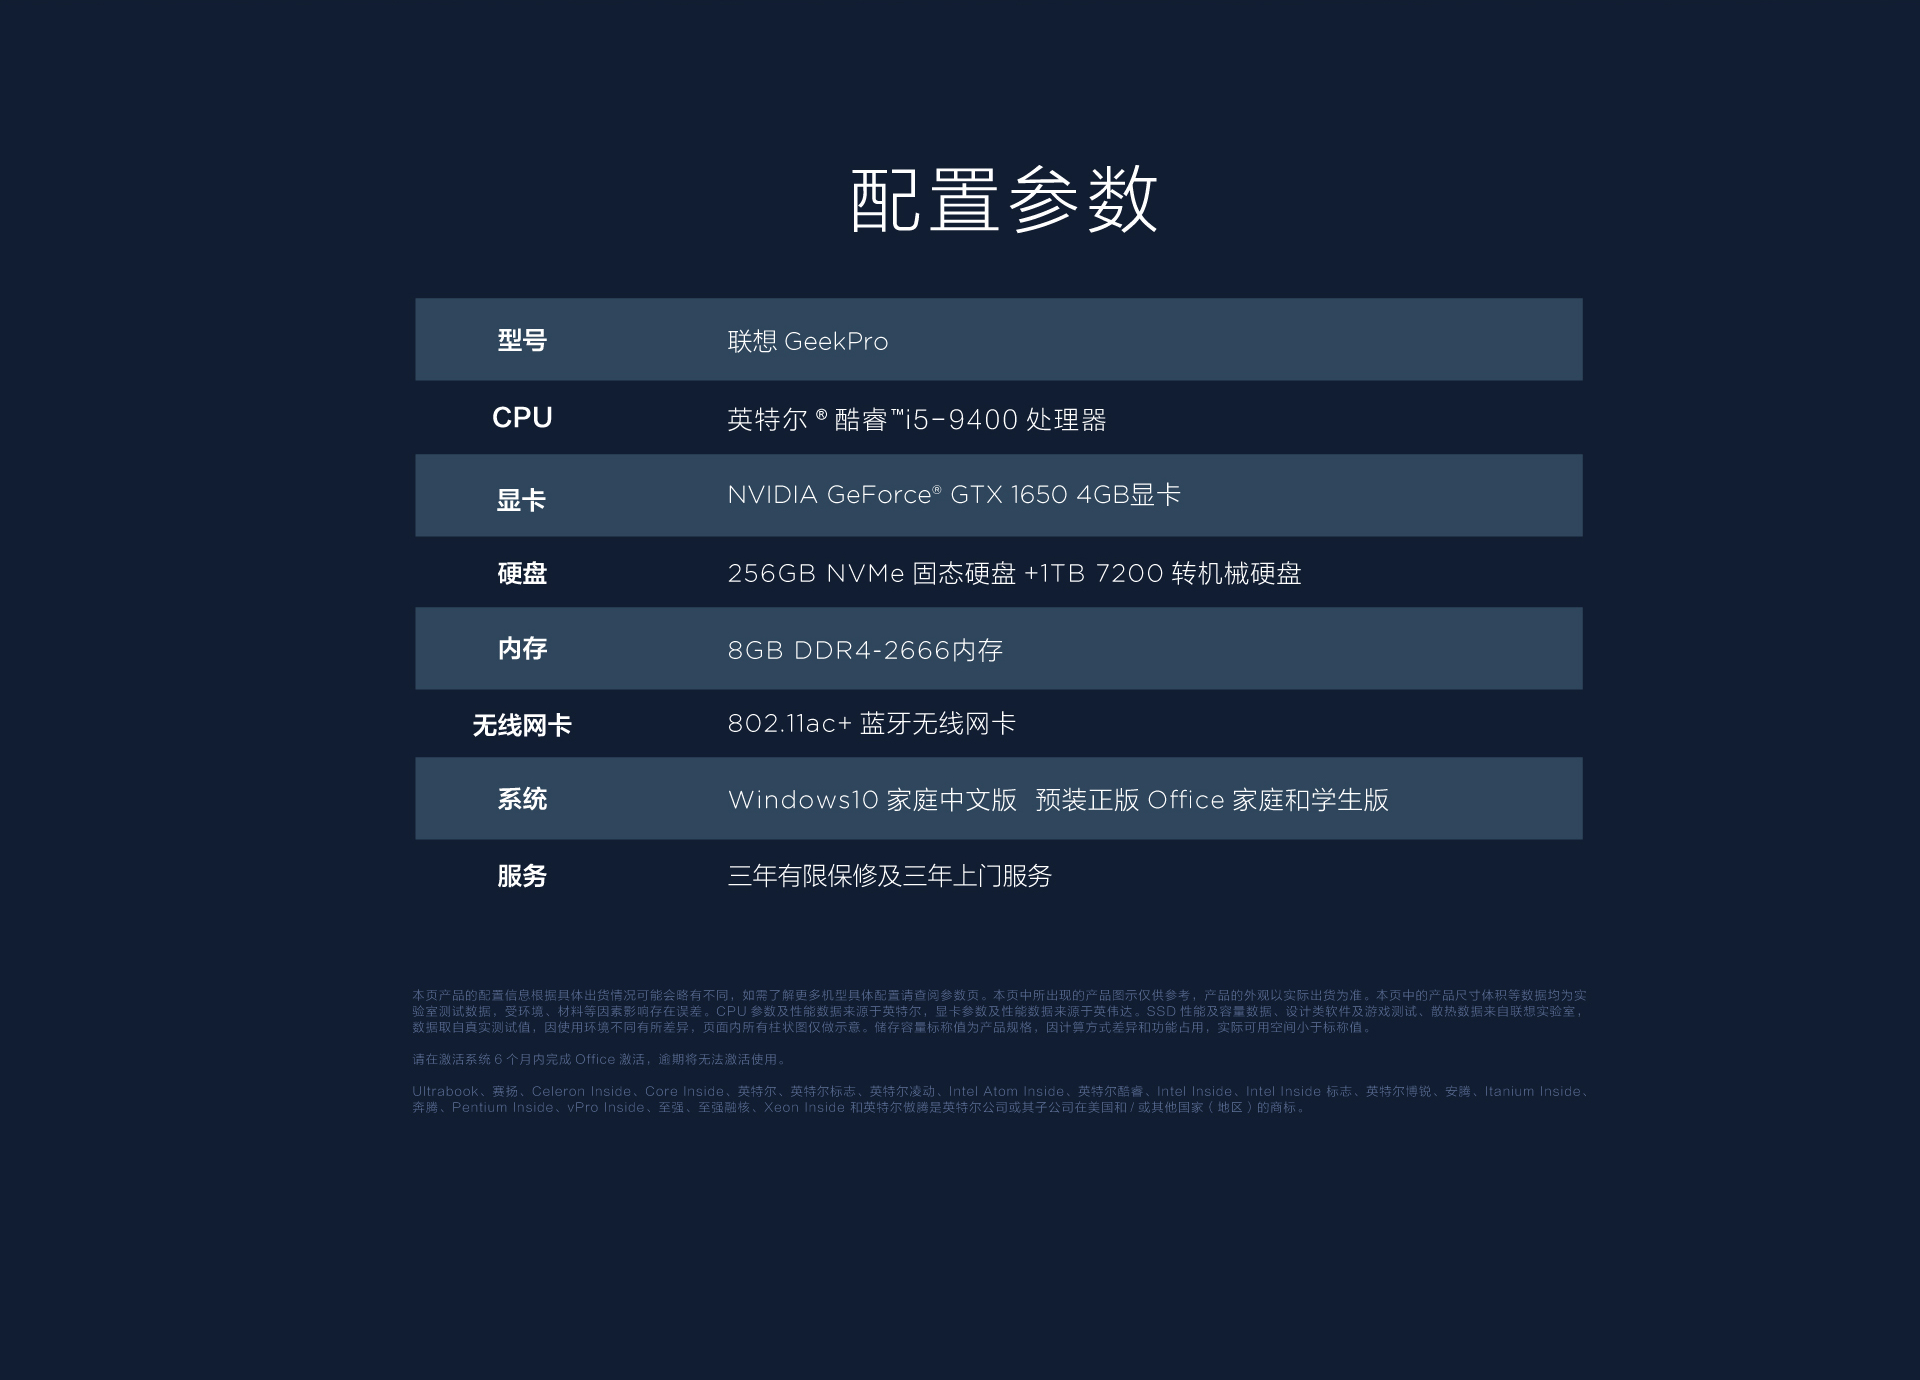 配置参数
型号 联想 GeekPro
CPU 英特尔 ® 酷睿™i5-9400 处理器
显卡 NVIDIA GeForce® GTX 1650 4GB显卡
硬盘 256GB NVMe 固态硬盘 +1TB 7200 转机械硬盘
内存 8GB DDR4-2666内存
无线网卡 802.11ac+ 蓝牙无线网卡
系统 Windows10 家庭中文版 预装正版 Office 家庭和学生版
服务 三年有限保修及三年上门服务
本页产品的配置信息根据具体出货情况可能会略有不同，如需了解更多机型具体配置请查阅参数页。本页中所出现的产品图示仅供参考，产品的外观以实际出货为准。本页中的产品尺寸体积等数据均为实
验室测试数据，受环境、材料等因素影响存在误差。CPU 参数及性能数据来源于英特尔，显卡参数及性能数据来源于英伟达。SSD 性能及容量数据、设计类软件及游戏测试、散热数据来自联想实验室，
数据取自真实测试值，因使用环境不同有所差异，页面内所有柱状图仅做示意。储存容量标称值为产品规格，因计算方式差异和功能占用，实际可用空间小于标称值。
请在激活系统 6 个月内完成 Office 激活，逾期将无法激活使用。
Ultrabook、赛扬、Celeron Inside、Core Inside、英特尔、英特尔标志、英特尔凌动、Intel Atom Inside、英特尔酷睿、Intel Inside、Intel Inside 标志、英特尔博锐、安腾、Itanium Inside、
奔腾、Pentium Inside、vPro Inside、至强、至强融核、Xeon Inside 和英特尔傲腾是英特尔公司或其子公司在美国和 / 或其他国家（地区）的商标。